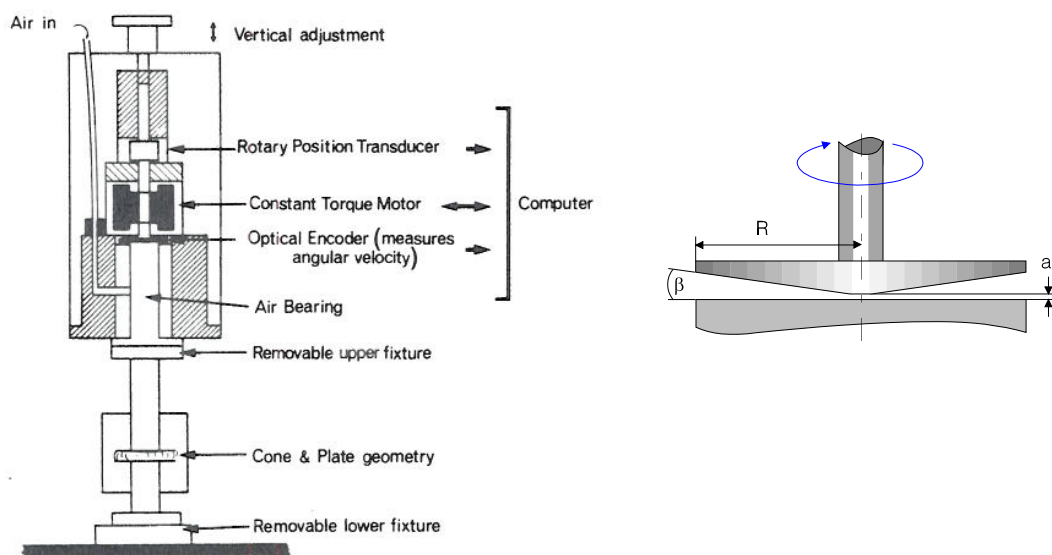 Air in
Vertical adjustment
Rotary Position Transducer
Constant Torque Motor
Computer
Optical Encoder (measures
angular velocity)
Air Bearing
Removable upper fixture
Cone & Plate geometry
Removable lower fixture
R
a
β